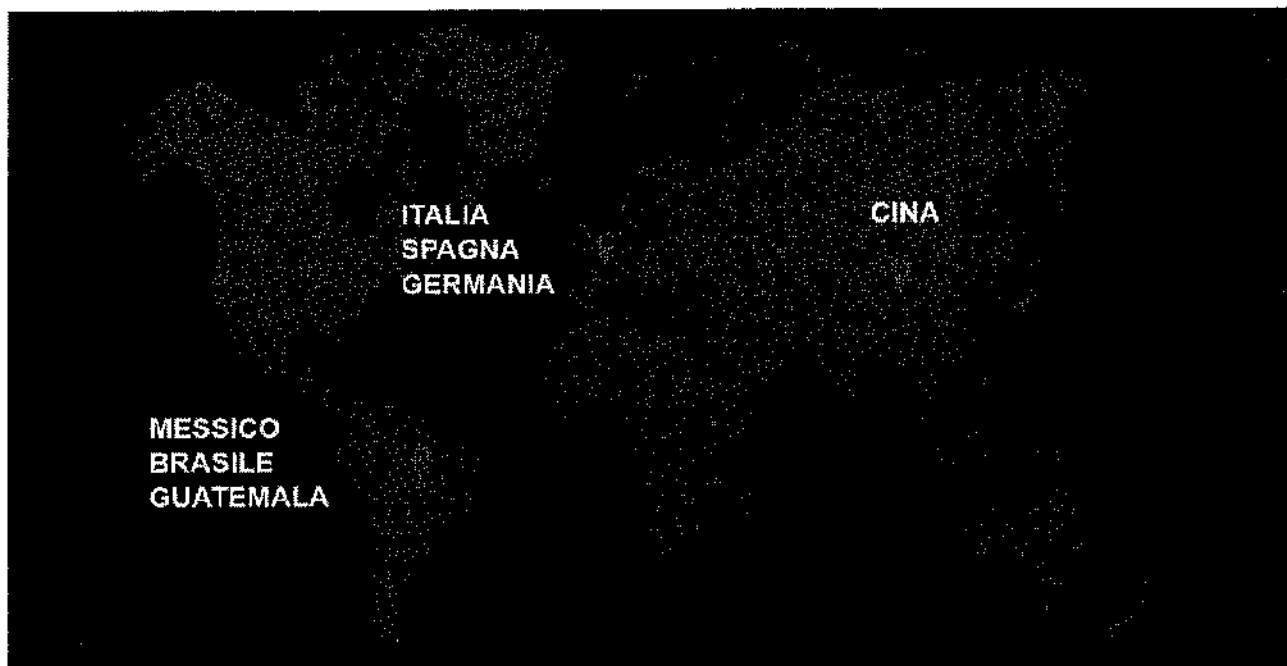 ITALIA
SPAGNA
GERMANIA
CINA
MESSICO
BRASILE
GUATEMALA